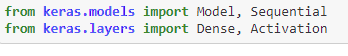 from keras.models import Model, Sequential
from keras.layers import Dense, Activation